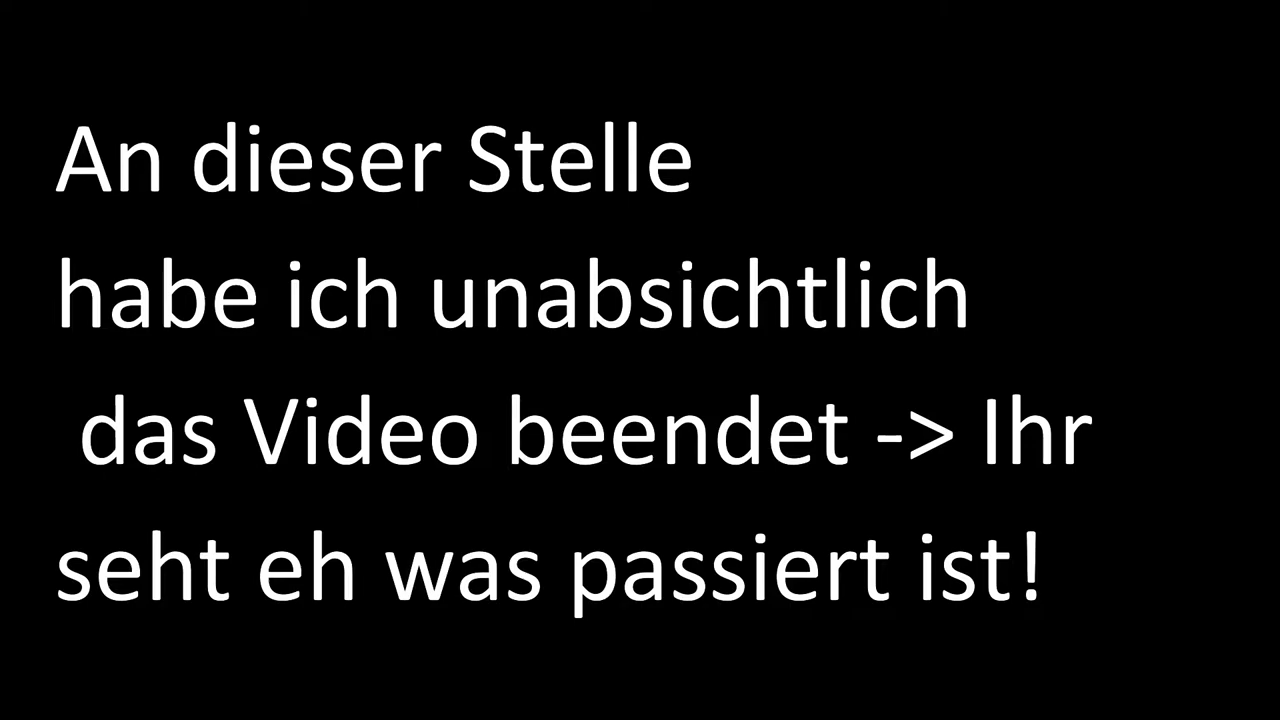 An dieser Stelle
habe ich unabsichtlich
das Video beendet -> Ihr
seht eh was passiert ist!